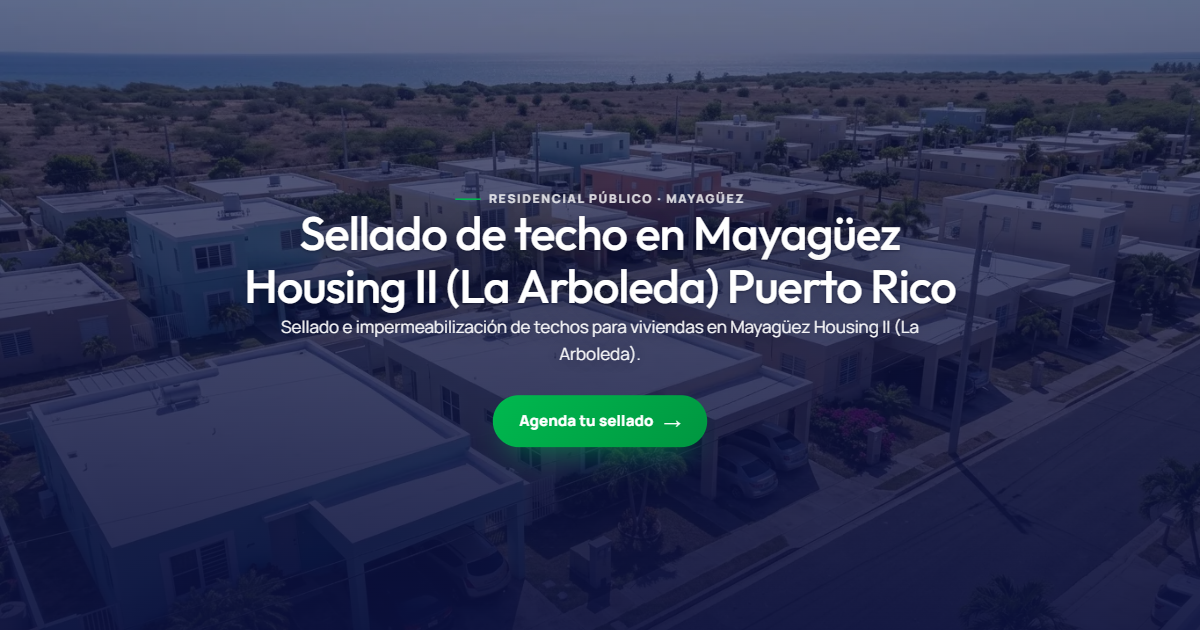 RESIDENCIAL PÚBLICO · MAYAGÜEZ
Sellado de techo en Mayagüez
Housing II (La Arboleda) Puerto Rico
Sellado e impermeabilización de techos para viviendas en Mayagüez Housing II (La
Arboleda).
Agenda tu sellado →